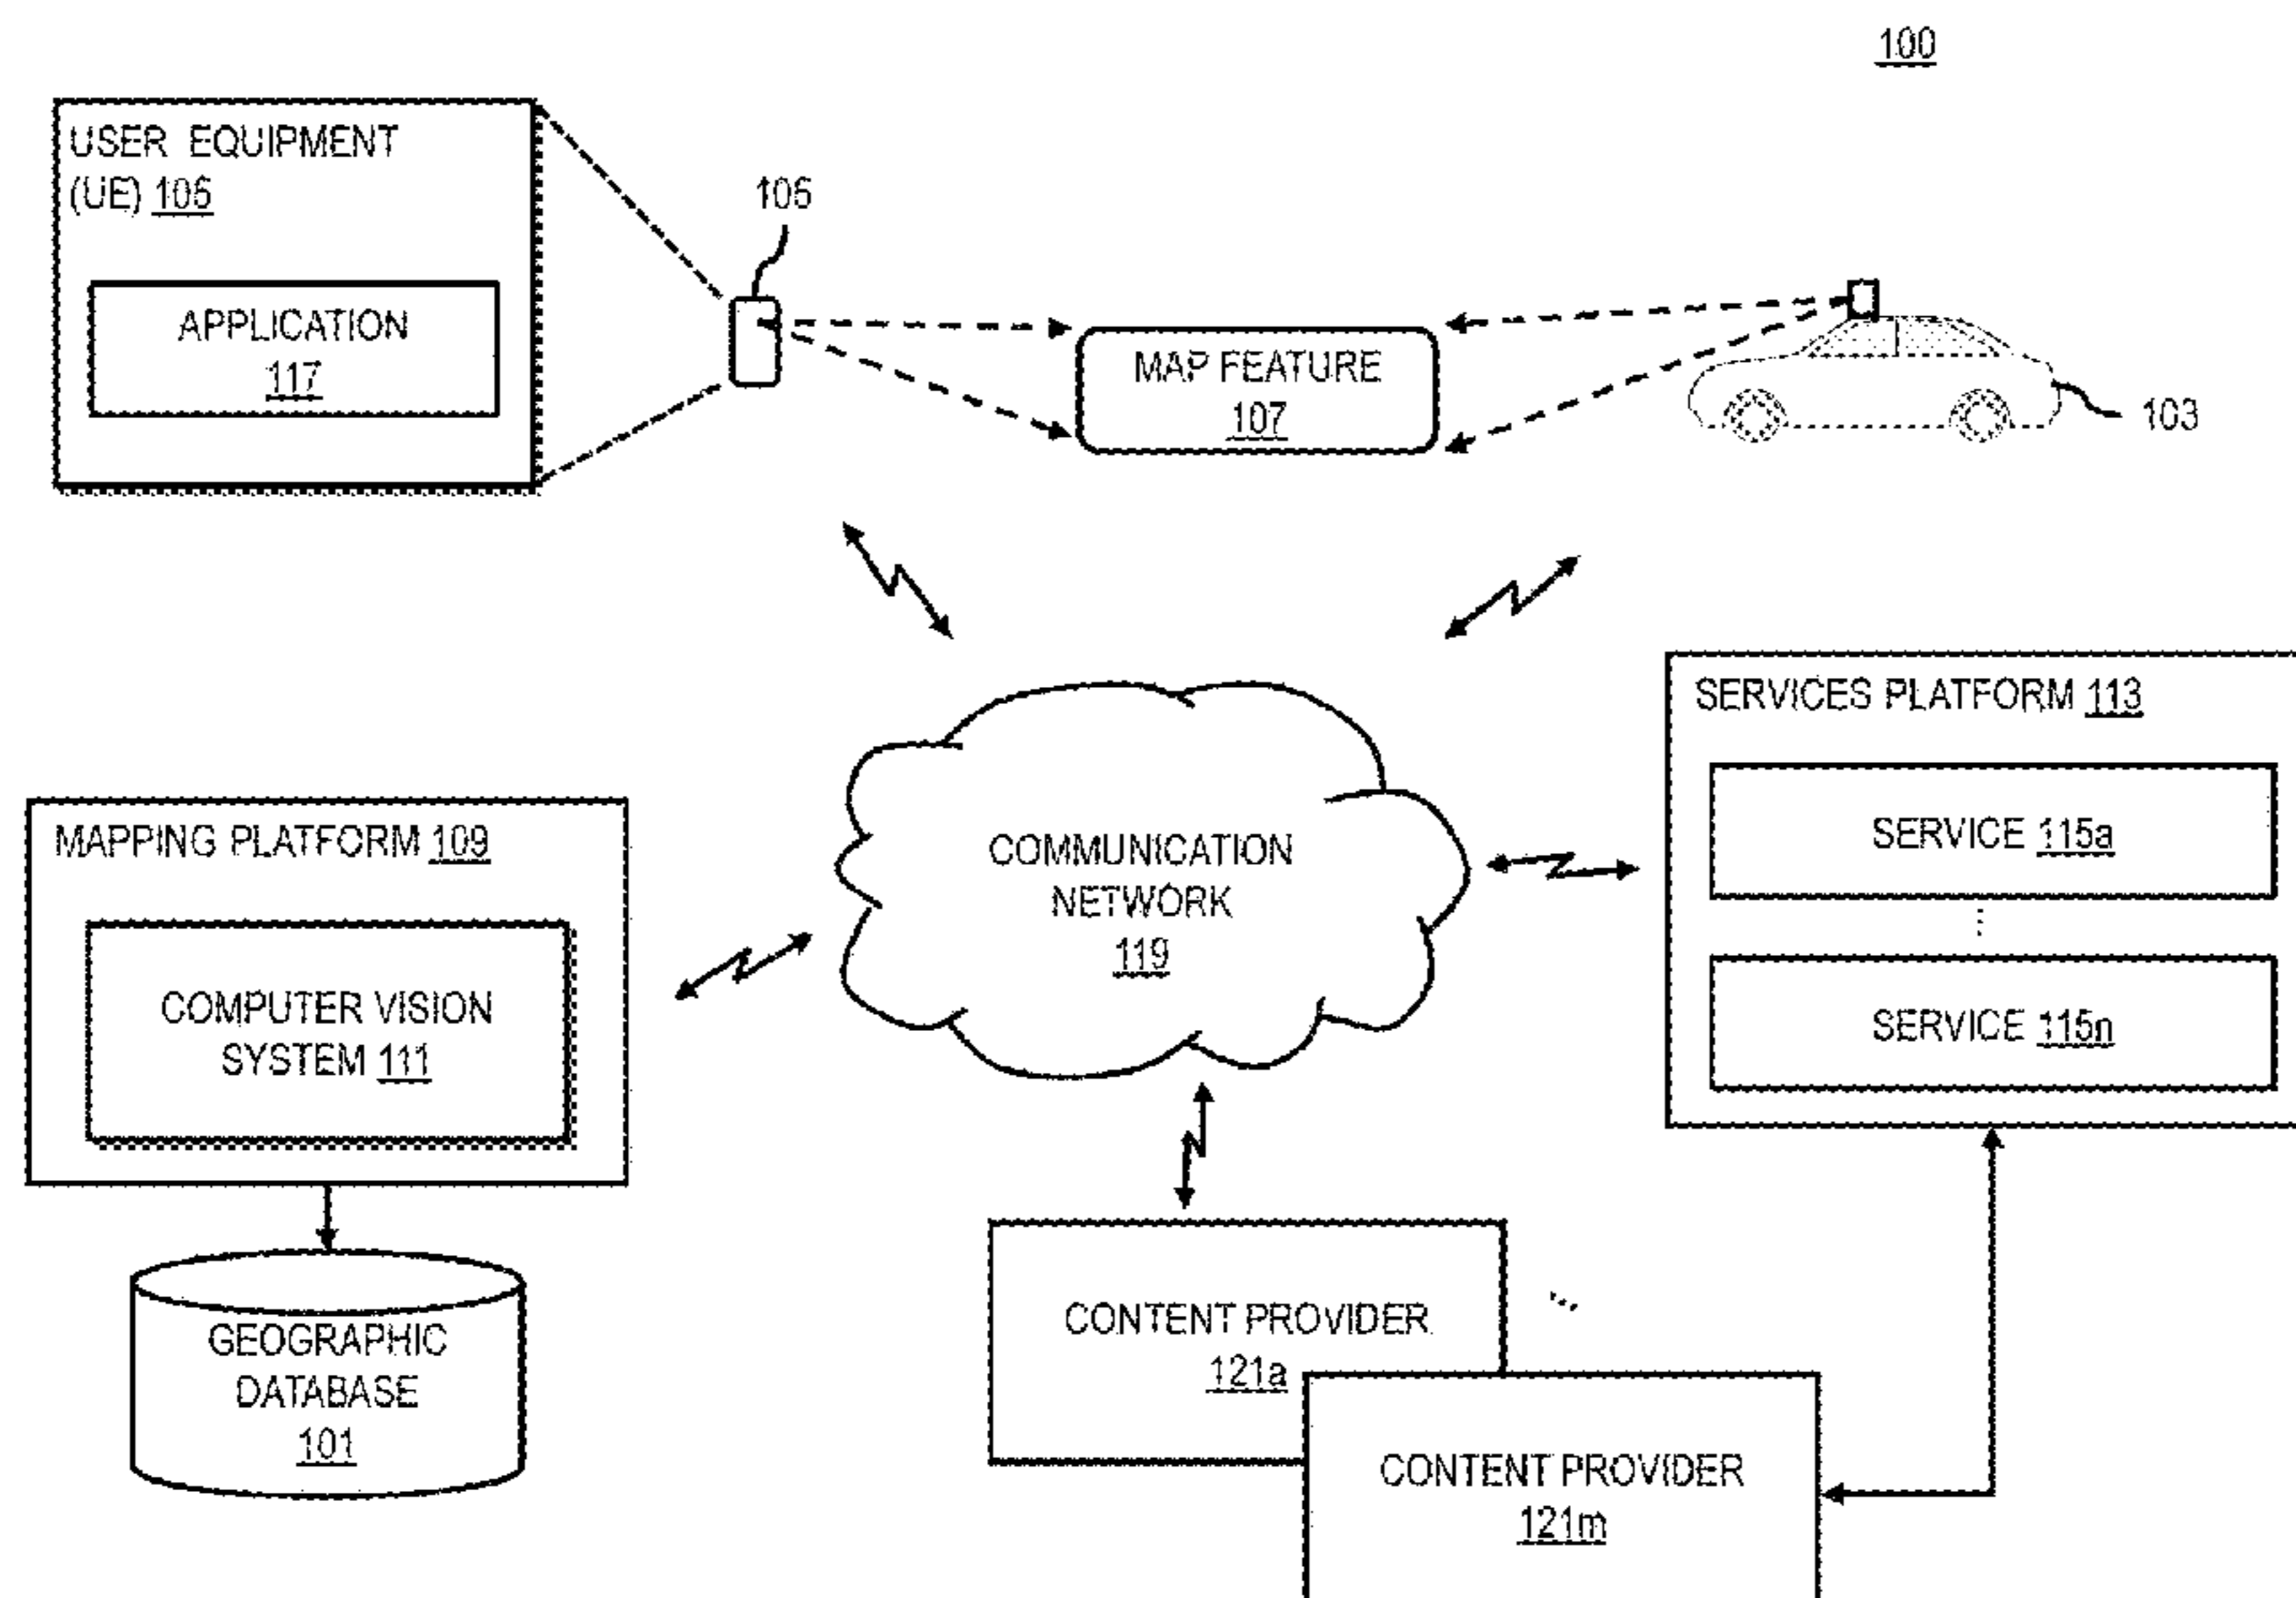 100
USER EQUIPMENT
(UE) 105
APPLICATION
117
105
MAP FEATURE
107
103
SERVICES PLATFORM 113
SERVICE 115a
⋮
SERVICE 115n
MAPPING PLATFORM 109
COMPUTER VISION
SYSTEM 111
COMMUNICATION
NETWORK
119
GEOGRAPHIC
DATABASE
101
CONTENT PROVIDER
121a
...
CONTENT PROVIDER
121m